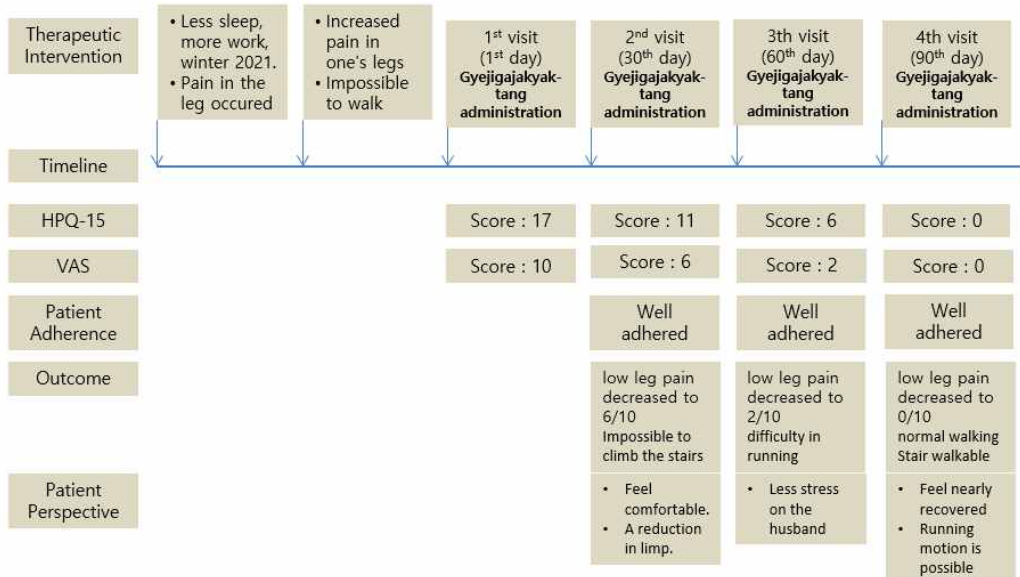 Therapeutic
Intervention
• Less sleep,
more work,
winter 2021.
• Pain in the
leg occured
• Increased
pain in
one's legs
• Impossible
to walk
1st visit
(1st day)
Gyejigajakyak-
tang
administration
2nd visit
(30th day)
Gyejigajakyak-
tang
administration
3th visit
(60th day)
Gyejigajakyak-
tang
administration
4th visit
(90th day)
Gyejigajakyak-
tang
administration
Timeline
HPQ-15
Score : 17
Score : 11
Score : 6
Score : 0
VAS
Score : 10
Score : 6
Score : 2
Score : 0
Patient
Adherence
Well
adhered
Well
adhered
Well
adhered
Outcome
low leg pain
decreased to
6/10
Impossible to
climb the stairs
low leg pain
decreased to
2/10
difficulty in
running
low leg pain
decreased to
0/10
normal walking
Stair walkable
Patient
Perspective
• Feel
comfortable.
• A reduction
in limp.
• Less stress
on the
husband
• Feel nearly
recovered
• Running
motion is
possible